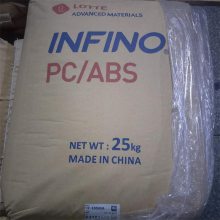 LOTTE
ADVANCED MATERIALS
INFINO
PC/ABS
NET WT : 25kg
MADE IN CHINA